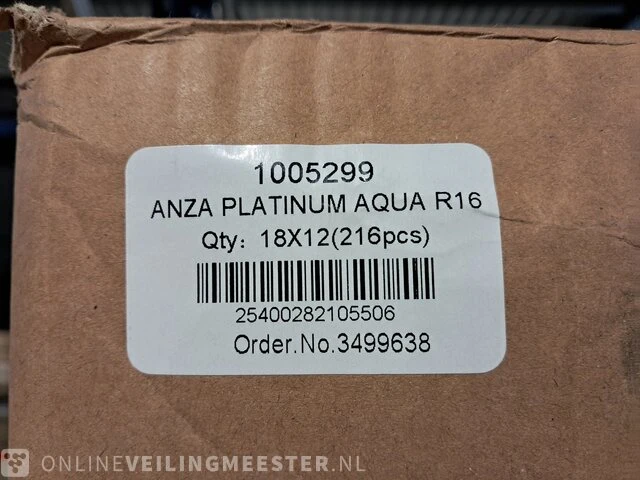 1005299
ANZA PLATINUM AQUA R16
Qty: 18X12(216pcs)
25400282105506
Order.No.3499638
ONLINEVEILINGMEESTER.NL